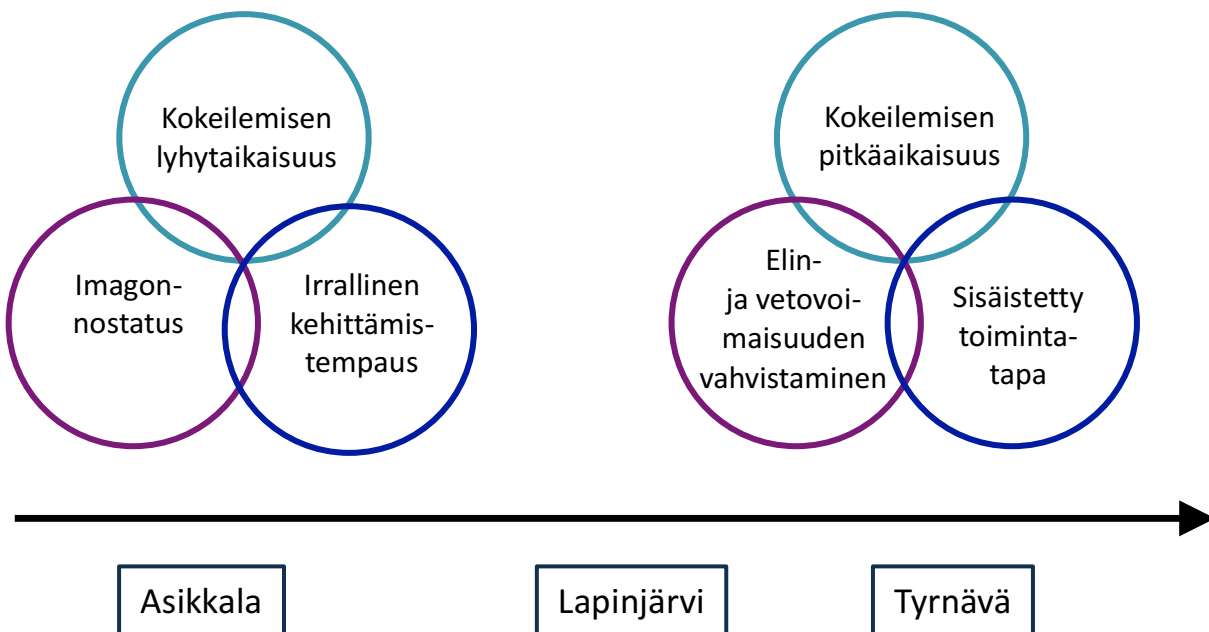 Kokeilemisen
lyhytaikaisuus
Imagon-
nostatus
Irrallinen
kehittämis-
tempaus
Kokeilemisen
pitkäaikaisuus
Elin-
ja vetovoi-
maisuuden
vahvistaminen
Sisäistetty
toiminta-
tapa
Asikkala
Lapinjärvi
Tyrnävä